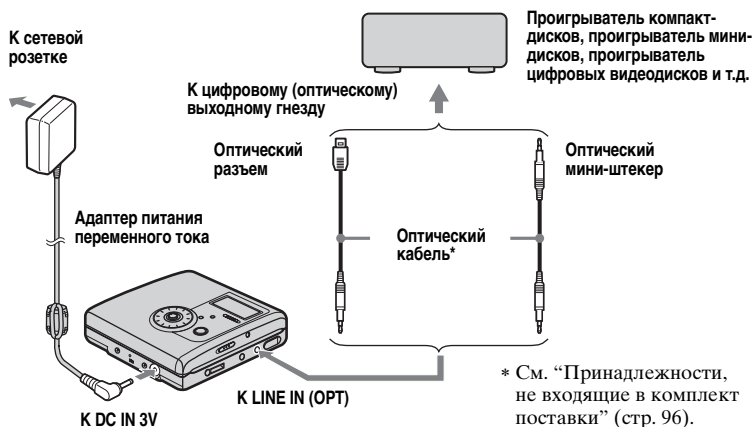 К сетевой
розетке
Проигрыватель компакт-
дисков, проигрыватель мини-
дисков, проигрыватель
цифровых видеодисков и т.д.
К цифровому (оптическому)
выходному гнезду
Оптический
разъем
Оптический
мини-штекер
Адаптер питания
переменного тока
Оптический
кабель*
К LINE IN (OPT)
К DC IN 3V
* См. “Принадлежности,
не входящие в комплект
поставки” (стр. 96).